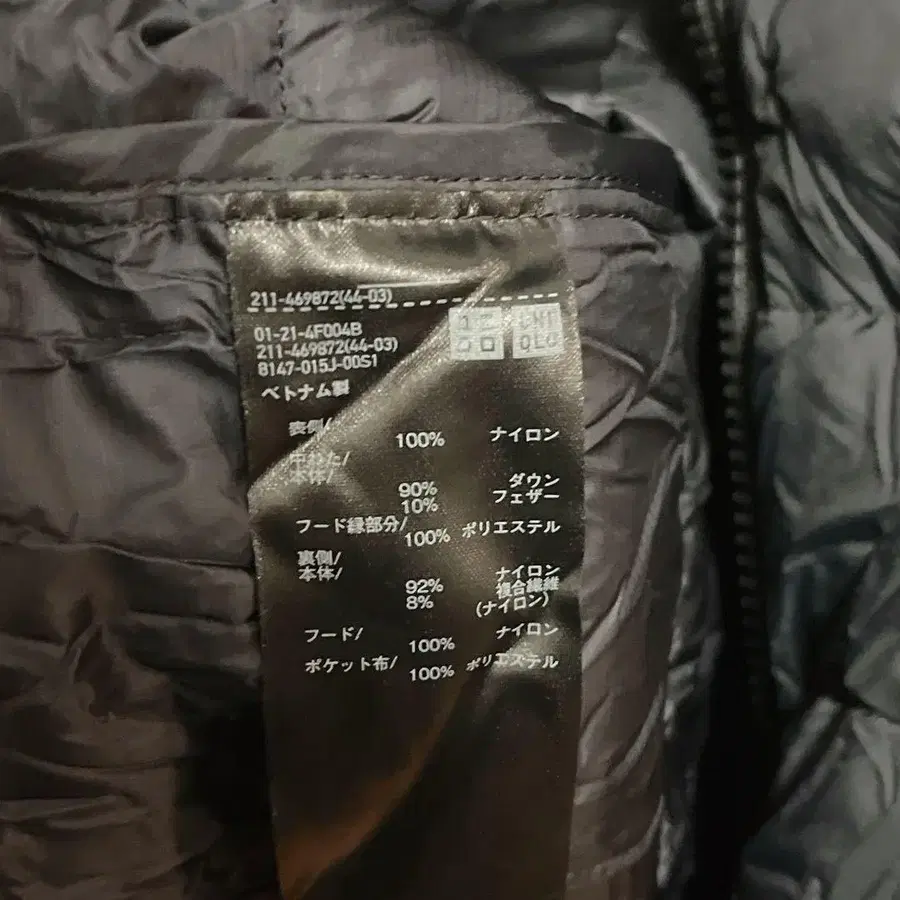 211-469872(44-03)
ユニ UNI
クロ QLO
01-21-4F004B
211-469872(44-03)
8147-015J-00S1
ベトナム製
表側/
100% ナイロン
中わた/
本体/
90% ダウン
10% フェザー
フード縁部分/
100% ポリエステル
裏側/
本体/
92% ナイロン
8% 複合繊維
(ナイロン)
フード/
100% ナイロン
ポケット布/
100% ポリエステル